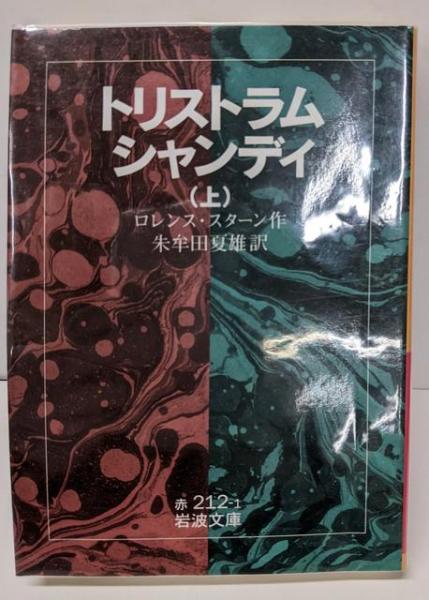 トリストラム
シャンディ
(上)
ロレンス・スターン作
朱牟田夏雄訳
赤 212-1
岩波文庫